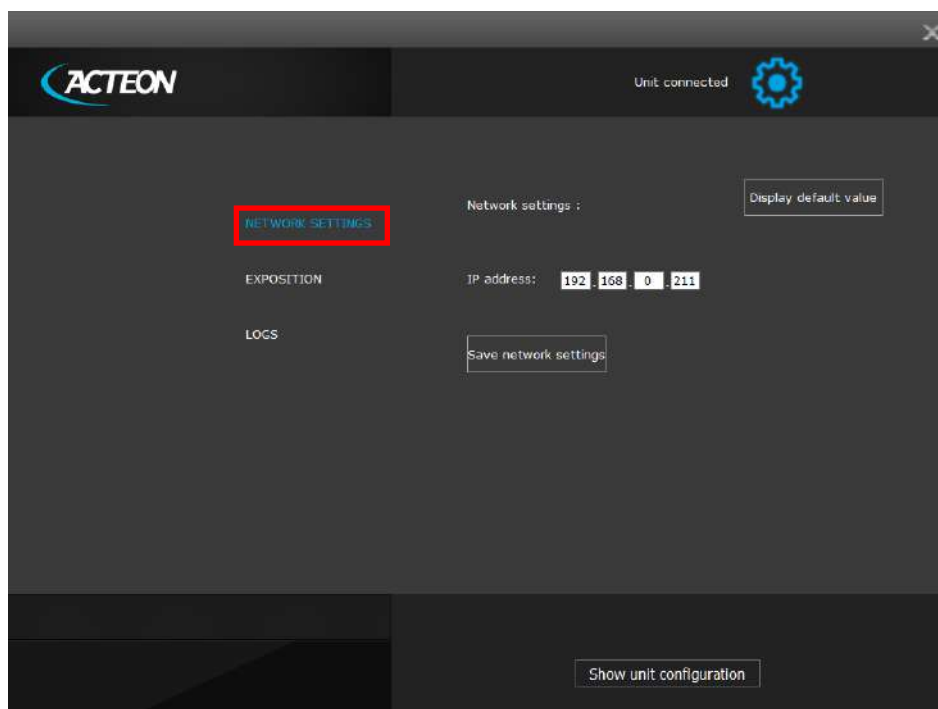 ACTEON
Unit connected
NETWORK SETTINGS
EXPOSITION
LOGS
Network settings :
Display default value
IP address: 192 . 168 . 0 . 211
Save network settings
Show unit configuration